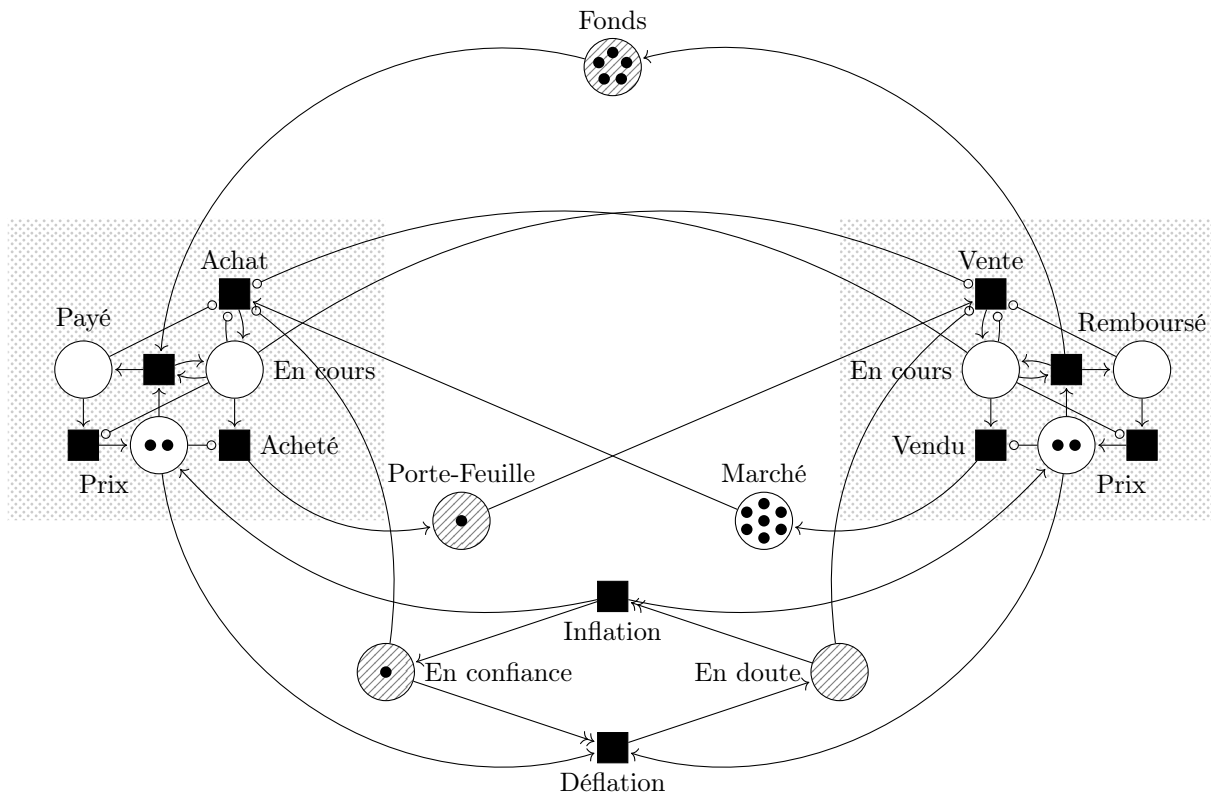 Fonds
Achat
Vente
Payé
Remboursé
En cours
En cours
Acheté
Vendu
Prix
Prix
Porte-Feuille
Marché
Inflation
En confiance
En doute
Déflation